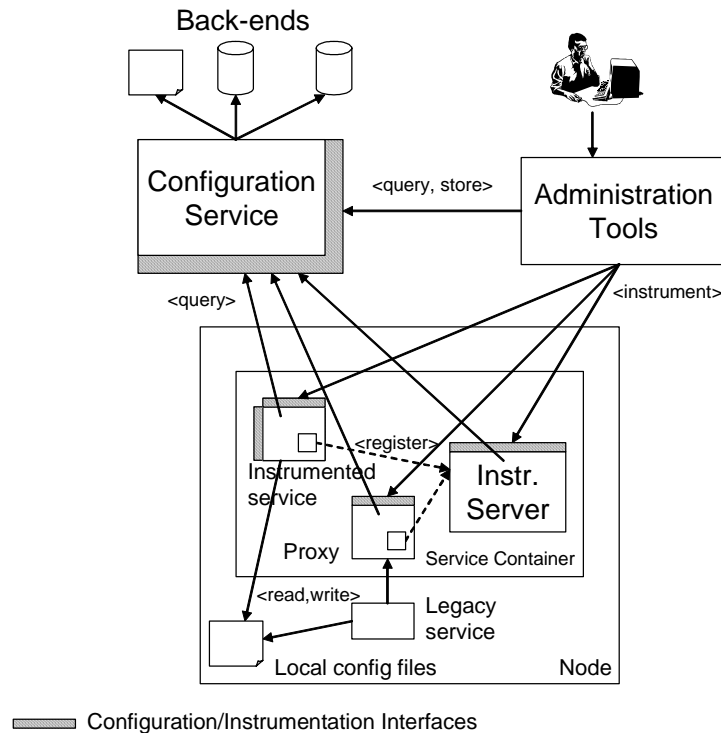 Back-ends
Configuration
Service
<query, store>
Administration
Tools
<query>
<instrument>
<register>
Instrumented
service
Instr.
Server
Proxy
Service Container
<read,write>
Legacy
service
Local config files
Node
Configuration/Instrumentation Interfaces